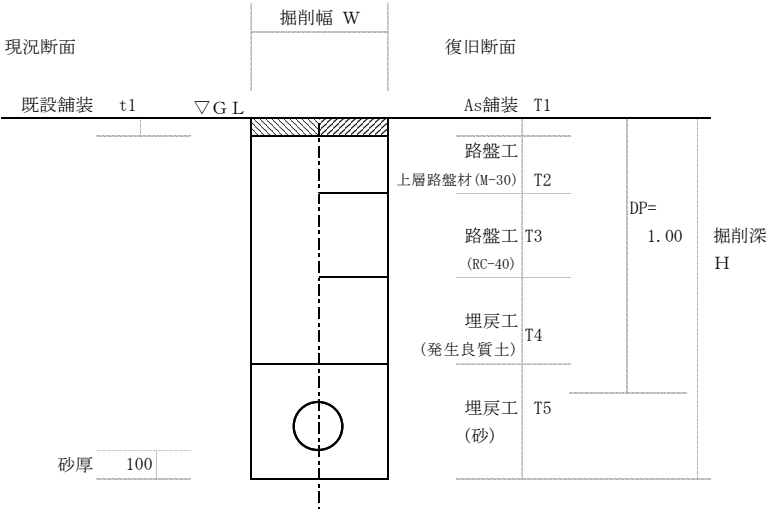 掘削幅 W
現況断面
復旧断面
既設舗装 t1
▽ＧＬ
As舗装 T1
路盤工
上層路盤材(M-30) T2
DP=
1.00
路盤工 T3
(RC-40)
掘削深
Ｈ
埋戻工
T4
(発生良質土)
埋戻工 T5
(砂)
砂厚 100